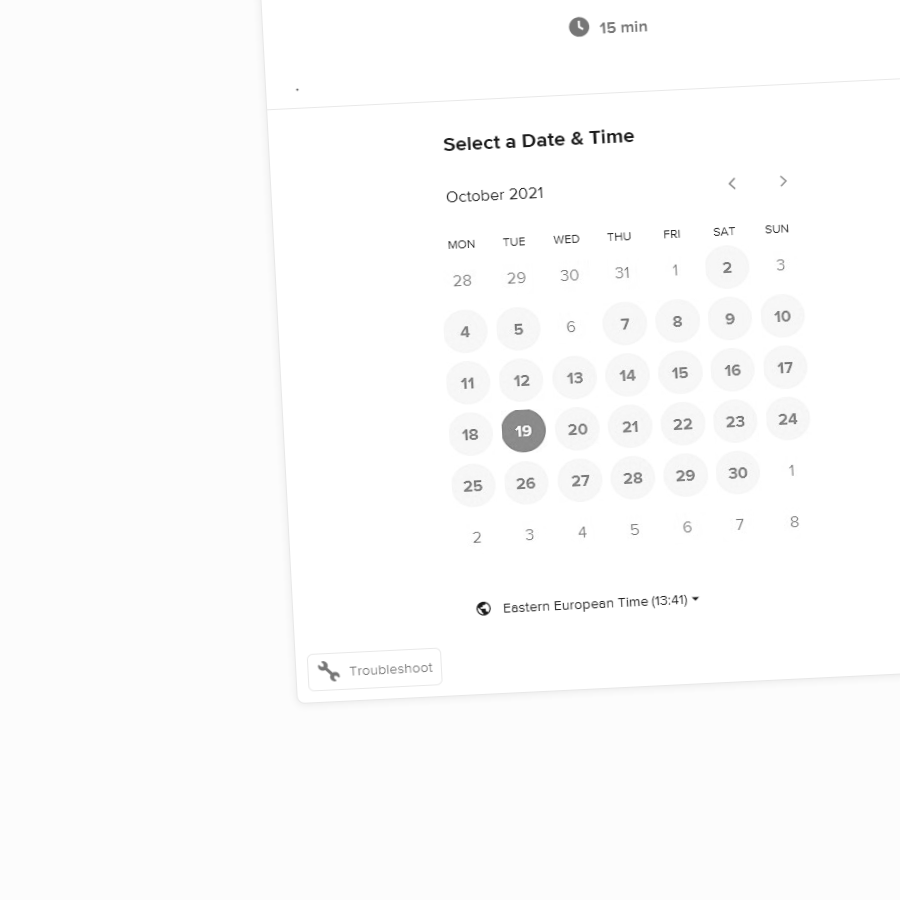 15 min
.
Select a Date & Time
October 2021
MON TUE WED THU FRI SAT SUN
28 29 30 31 1 2 3
4 5 6 7 8 9 10
11 12 13 14 15 16 17
18 19 20 21 22 23 24
25 26 27 28 29 30 1
2 3 4 5 6 7 8
Eastern European Time (13:41)
Troubleshoot